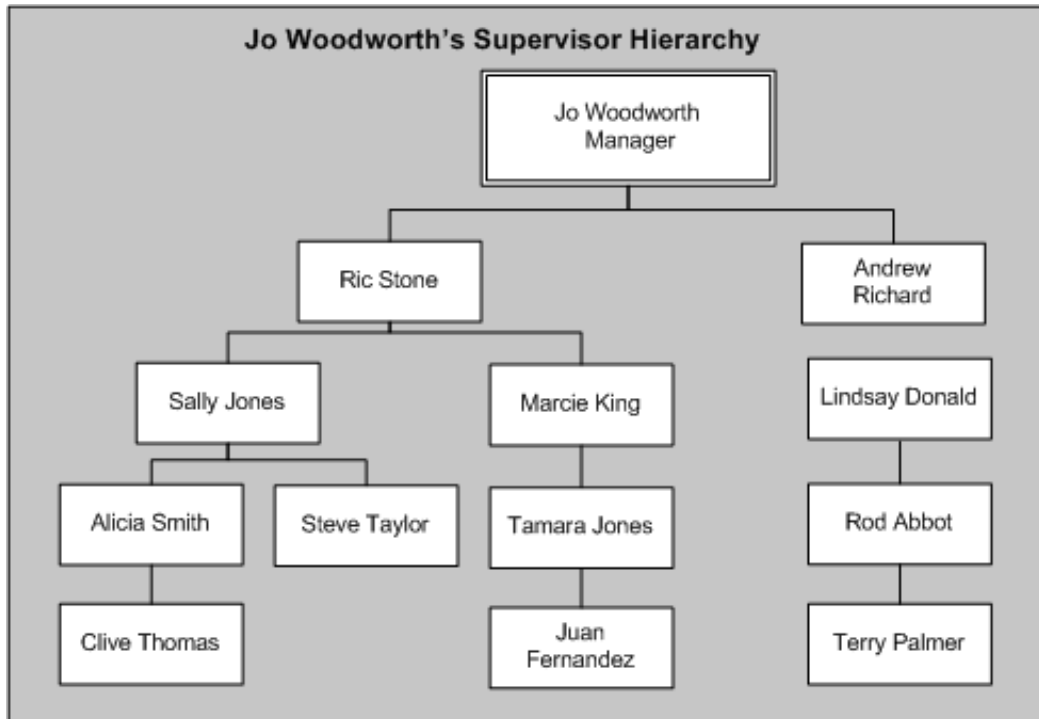 Jo Woodworth's Supervisor Hierarchy
Jo Woodworth
Manager
Ric Stone
Andrew
Richard
Sally Jones
Marcie King
Lindsay Donald
Alicia Smith
Steve Taylor
Tamara Jones
Rod Abbot
Clive Thomas
Juan
Fernandez
Terry Palmer